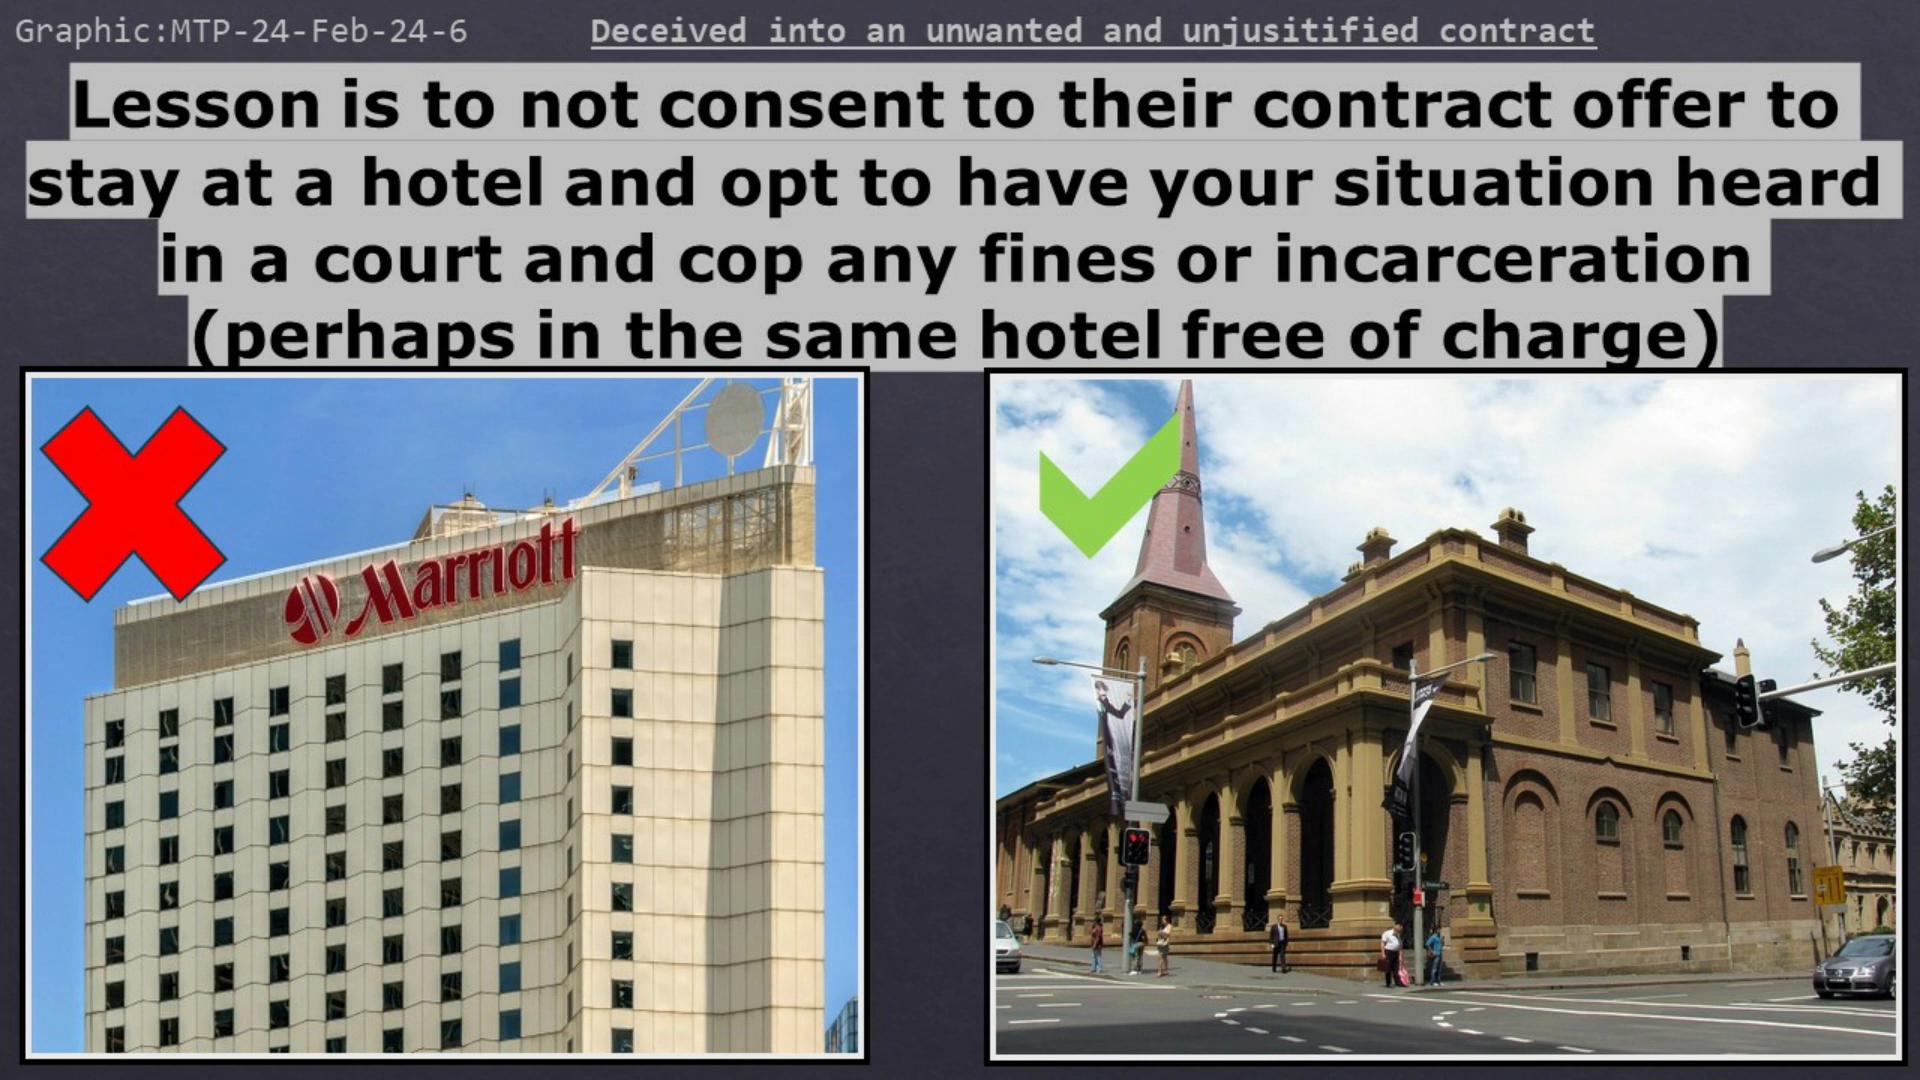 Graphic:MTP-24-Feb-24-6
Deceived into an unwanted and unjusitified contract
Lesson is to not consent to their contract offer to
stay at a hotel and opt to have your situation heard
in a court and cop any fines or incarceration
(perhaps in the same hotel free of charge)
Marriott